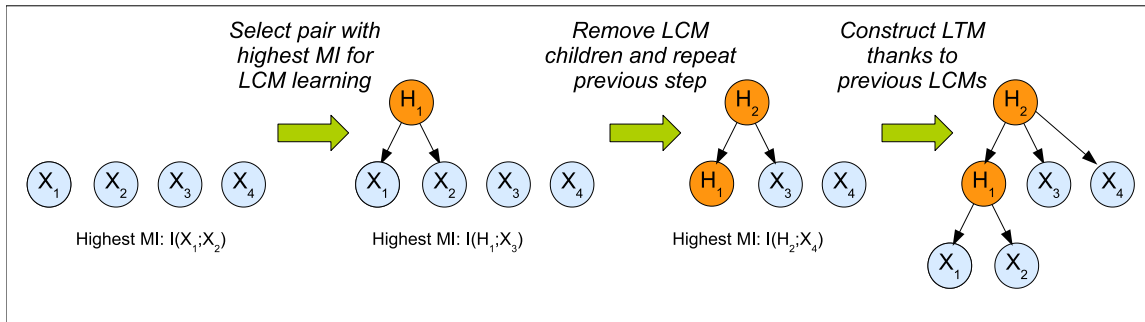 Select pair with
highest MI for
LCM learning
Remove LCM
children and repeat
previous step
Construct LTM
thanks to
previous LCMs
H₁
H₂
H₂
X₁ X₂ X₃ X₄
X₁ X₂ X₃ X₄
H₁ X₃ X₄
H₁ X₃ X₄
Highest MI: I(X₁;X₂)
Highest MI: I(H₁;X₃)
Highest MI: I(H₂;X₄)
X₁ X₂